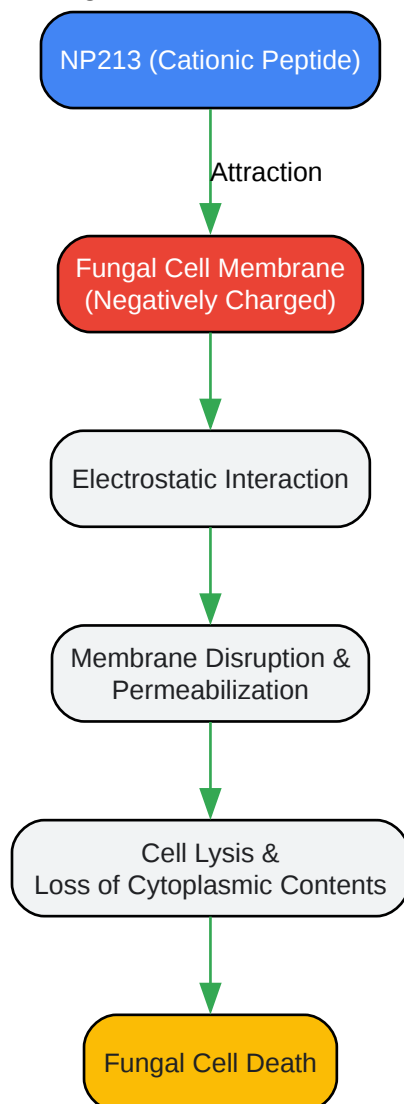 NP213 (Cationic Peptide)
Attraction
Fungal Cell Membrane
(Negatively Charged)
Electrostatic Interaction
Membrane Disruption &
Permeabilization
Cell Lysis &
Loss of Cytoplasmic Contents
Fungal Cell Death